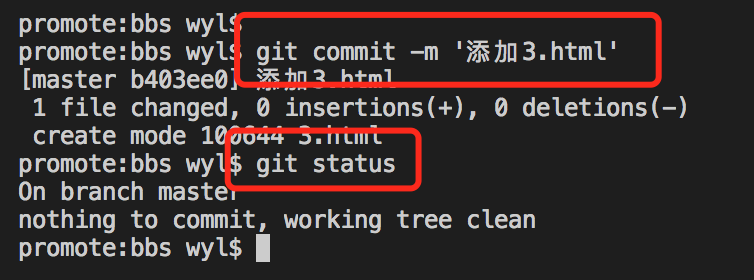 promote:bbs wyl$
promote:bbs wyl$ git commit -m '添加3.html'
[master b403ee0] 添加3.html
 1 file changed, 0 insertions(+), 0 deletions(-)
 create mode 100644 3.html
promote:bbs wyl$ git status
On branch master
nothing to commit, working tree clean
promote:bbs wyl$